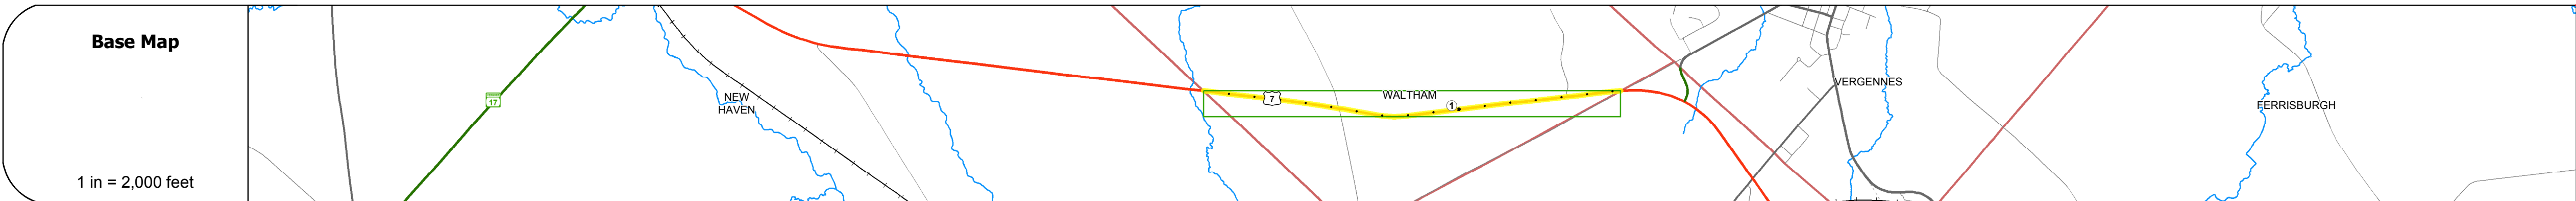 Base Map
1 in = 2,000 feet
17
NEW
HAVEN
7
WALTHAM
1
VERGENNES
FERRISBURGH